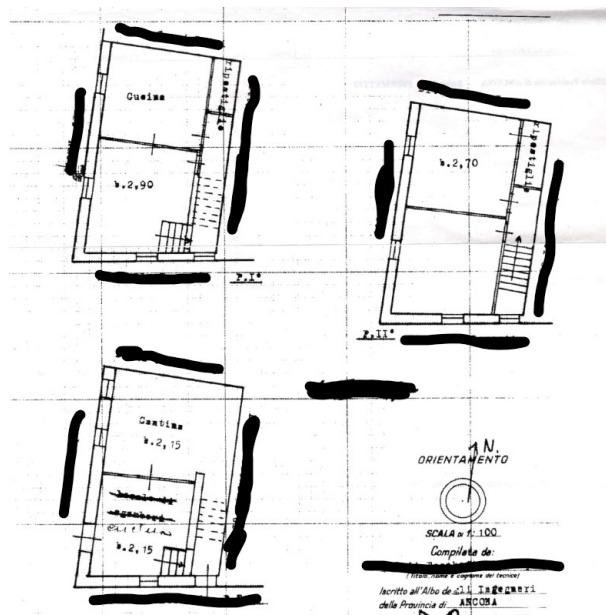 Cucina
ripostiglio
h.2,90
P.I°
h.2,70
ripostiglio
P.II°
Cantina
h.2,15
h.2,15
N.
ORIENTAMENTO
SCALA DI 1: 100
Compilata da:
(Titolo, nome e cognome del tecnico)
Iscritto all'Albo degli Ingegneri
della Provincia di ANCONA